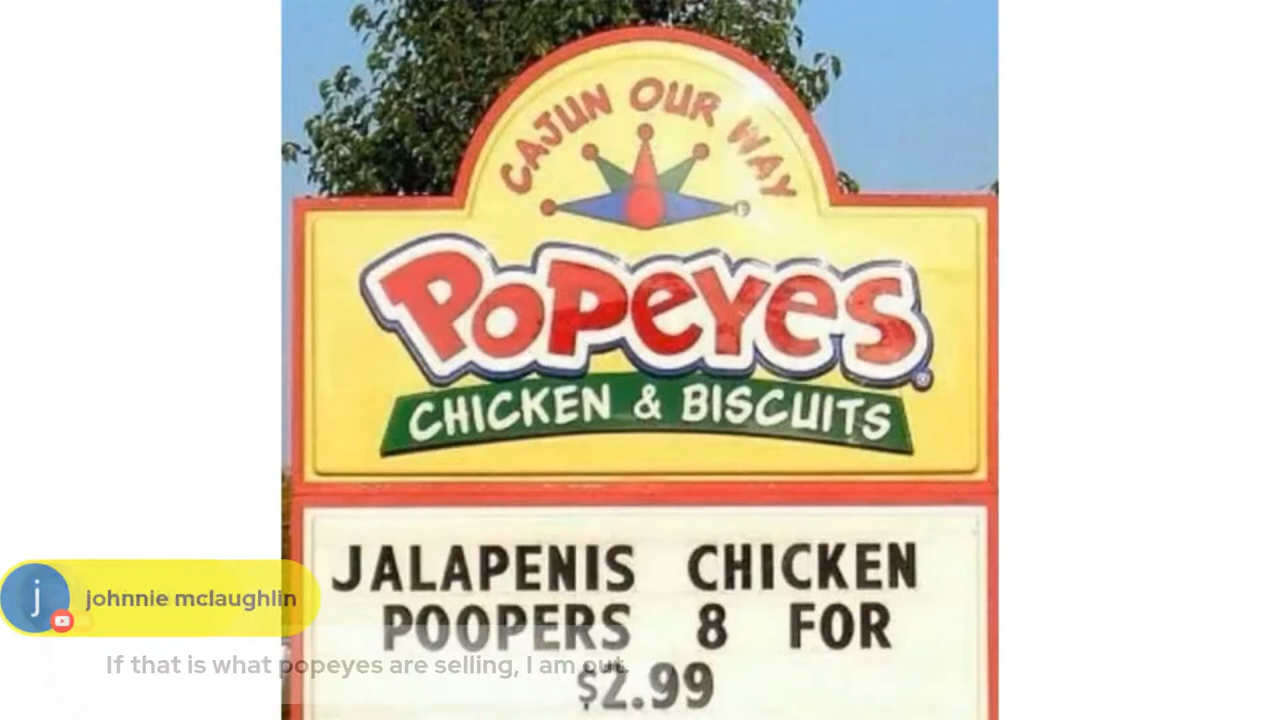 CAJUN OUR WAY
POPEYES
CHICKEN & BISCUITS
JALAPENIS CHICKEN
POOPERS 8 FOR
$2.99
j
johnnie mclaughlin
If that is what popeyes are selling, I am out.